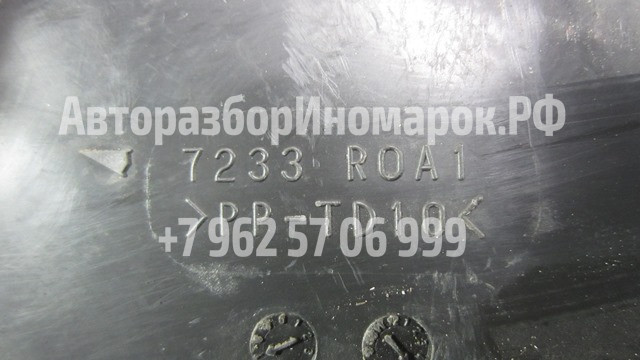 АвторазборИномарок.РФ
7233 R0A1
>PP-TD10<
+7 962 57 06 999